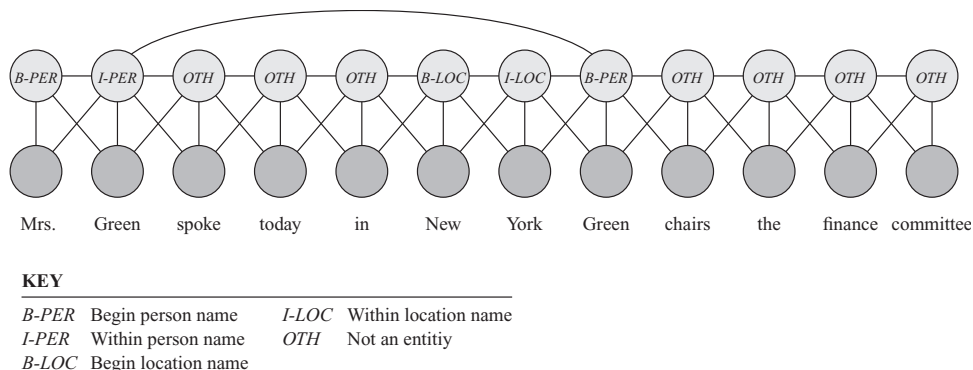 B-PER I-PER OTH OTH OTH B-LOC I-LOC B-PER OTH OTH OTH OTH
Mrs. Green spoke today in New York Green chairs the finance committee
KEY
B-PER Begin person name I-LOC Within location name
I-PER Within person name OTH Not an entitiy
B-LOC Begin location name